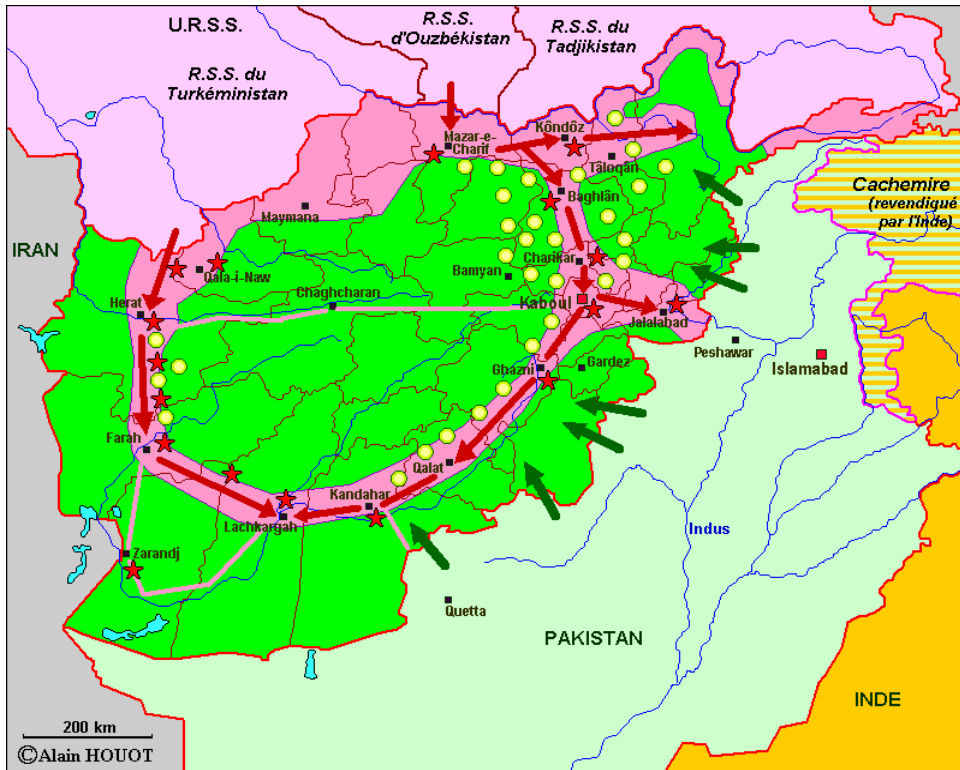 U.R.S.S.
R.S.S.
d'Ouzbékistan
R.S.S. du
Tadjikistan
R.S.S. du
Turkéministan
Mazar-e-
Charif
Kôndôz
Tâloqân
Baghlân
Maymana
Cachemire
(revendiqué
par l'Inde)
IRAN
Qala-i-Naw
Bamyan
Charikar
Chaghcharan
Herat
Kaboul
Jalalabad
Peshawar
Islamabad
Ghazni
Gardez
Farah
Qalat
Kandahar
Lachkargah
Indus
Zarandj
Quetta
PAKISTAN
INDE
200 km
©Alain HOUOT